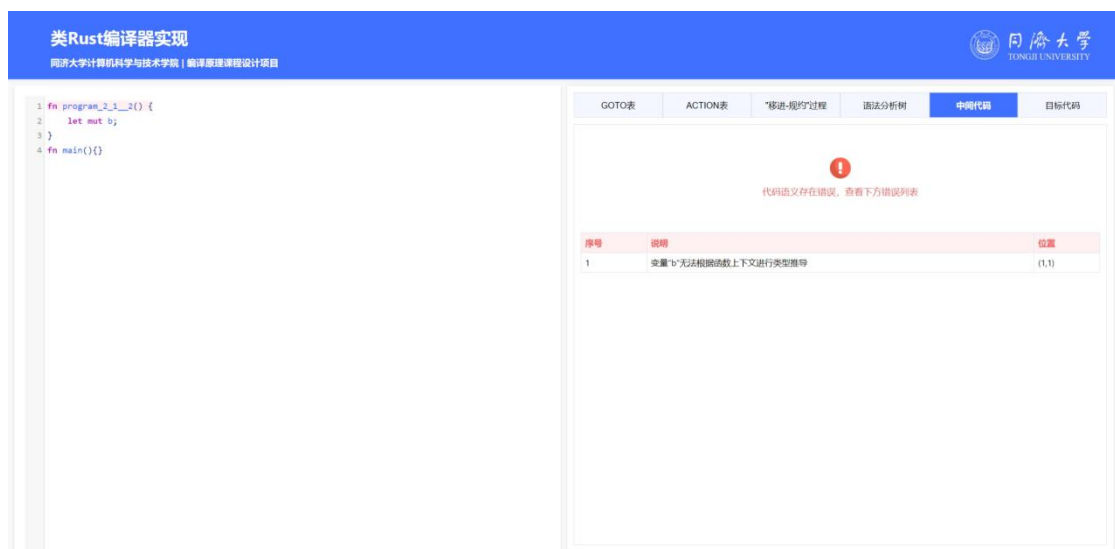 类Rust编译器实现
同济大学计算机科学与技术学院 | 编译原理课程设计项目
同濟大学
TONGJI UNIVERSITY
1 fn program_2_1__2() {
2 let mut b;
3 }
4 fn main(){}
GOTO表 ACTION表 "移进-规约"过程 语法分析树 中间代码 目标代码
代码语义存在错误，查看下方错误列表
序号 说明 位置
1 变量"b"无法根据函数上下文进行类型推导 (1,1)